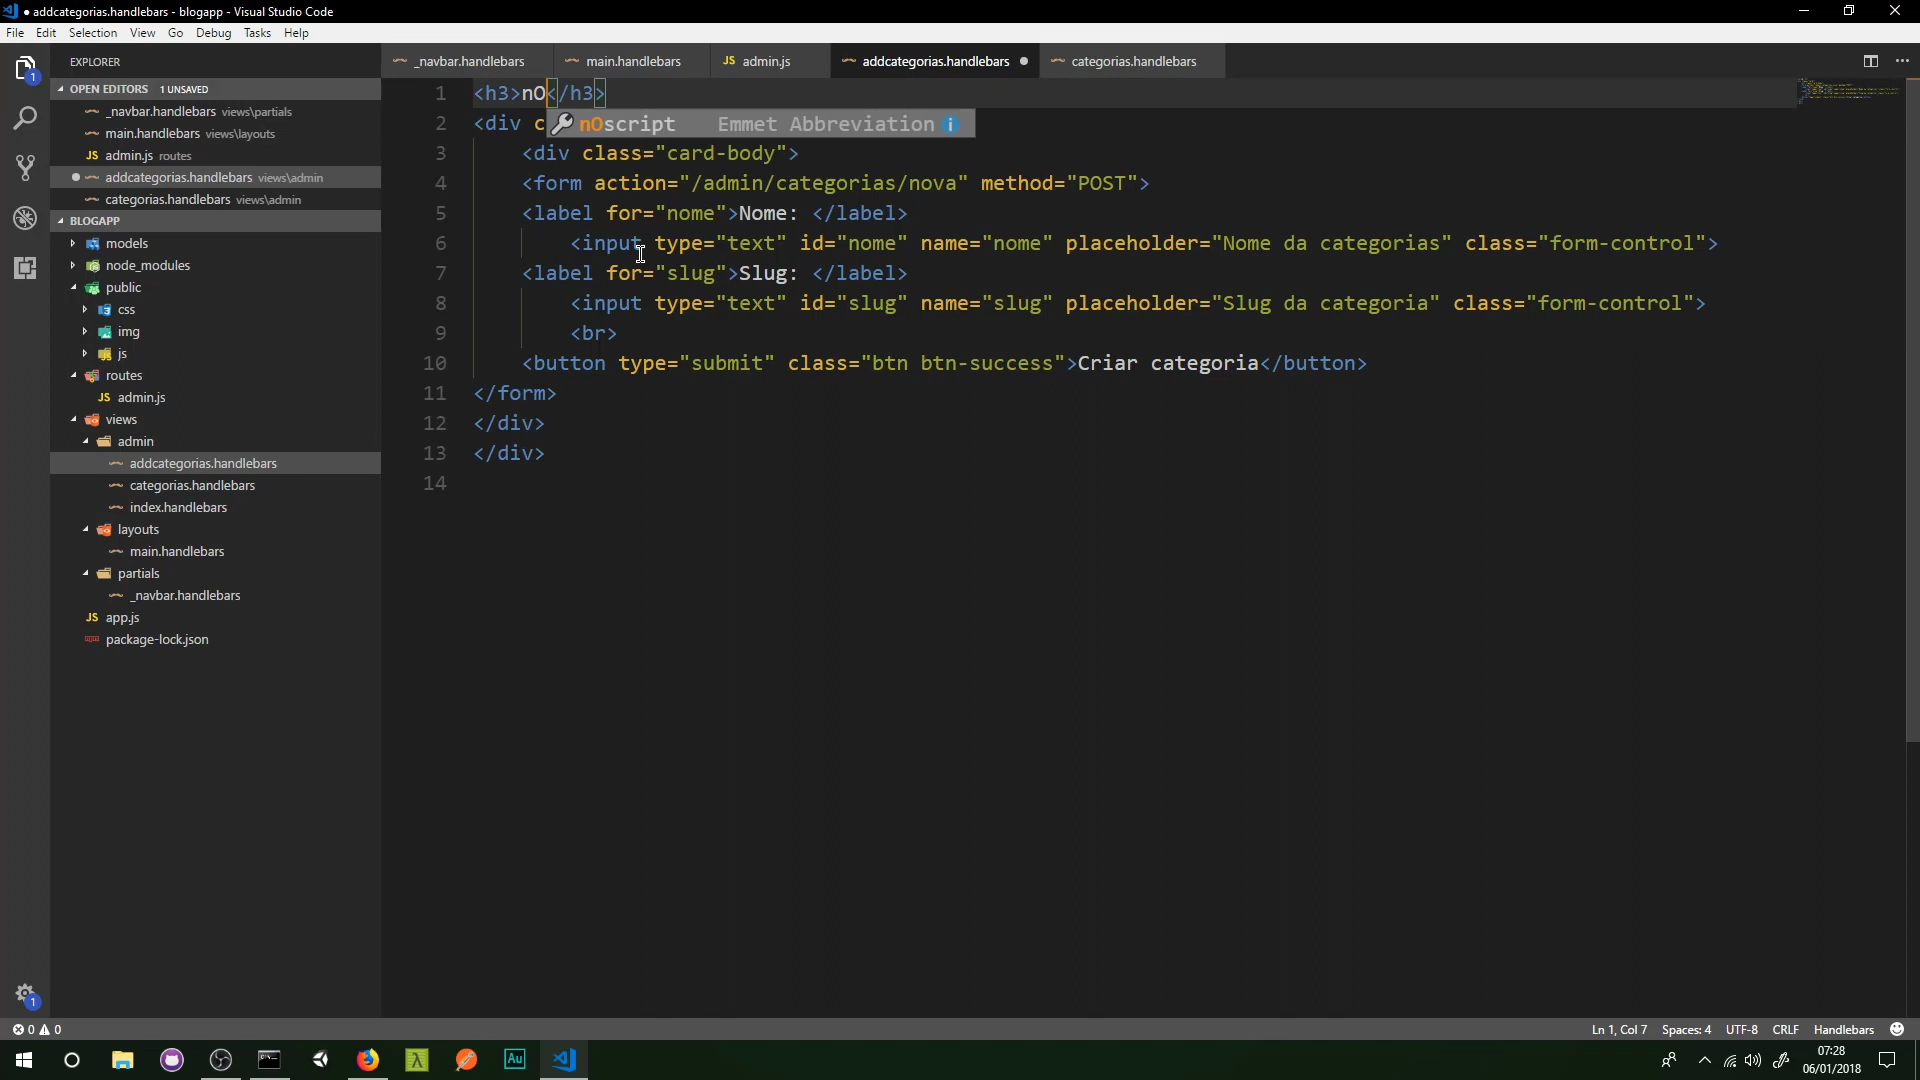 addcategorias.handlebars - blogapp - Visual Studio Code
File Edit Selection View Go Debug Tasks Help
EXPLORER
OPEN EDITORS 1 UNSAVED
_navbar.handlebars views\partials
main.handlebars views\layouts
JS admin.js routes
addcategorias.handlebars views\admin
categorias.handlebars views\admin
BLOGAPP
models
node_modules
public
css
img
js
routes
JS admin.js
views
admin
addcategorias.handlebars
categorias.handlebars
index.handlebars
layouts
main.handlebars
partials
_navbar.handlebars
JS app.js
package-lock.json
_navbar.handlebars main.handlebars JS admin.js addcategorias.handlebars categorias.handlebars
1 <h3>nO</h3>
2 <div c
nOscript Emmet Abbreviation
3 <div class="card-body">
4 <form action="/admin/categorias/nova" method="POST">
5 <label for="nome">Nome: </label>
6 <input type="text" id="nome" name="nome" placeholder="Nome da categorias" class="form-control">
7 <label for="slug">Slug: </label>
8 <input type="text" id="slug" name="slug" placeholder="Slug da categoria" class="form-control">
9 <br>
10 <button type="submit" class="btn btn-success">Criar categoria</button>
11 </form>
12 </div>
13 </div>
14
1
1
0 0
Ln 1, Col 7 Spaces: 4 UTF-8 CRLF Handlebars
Au
07:28
06/01/2018